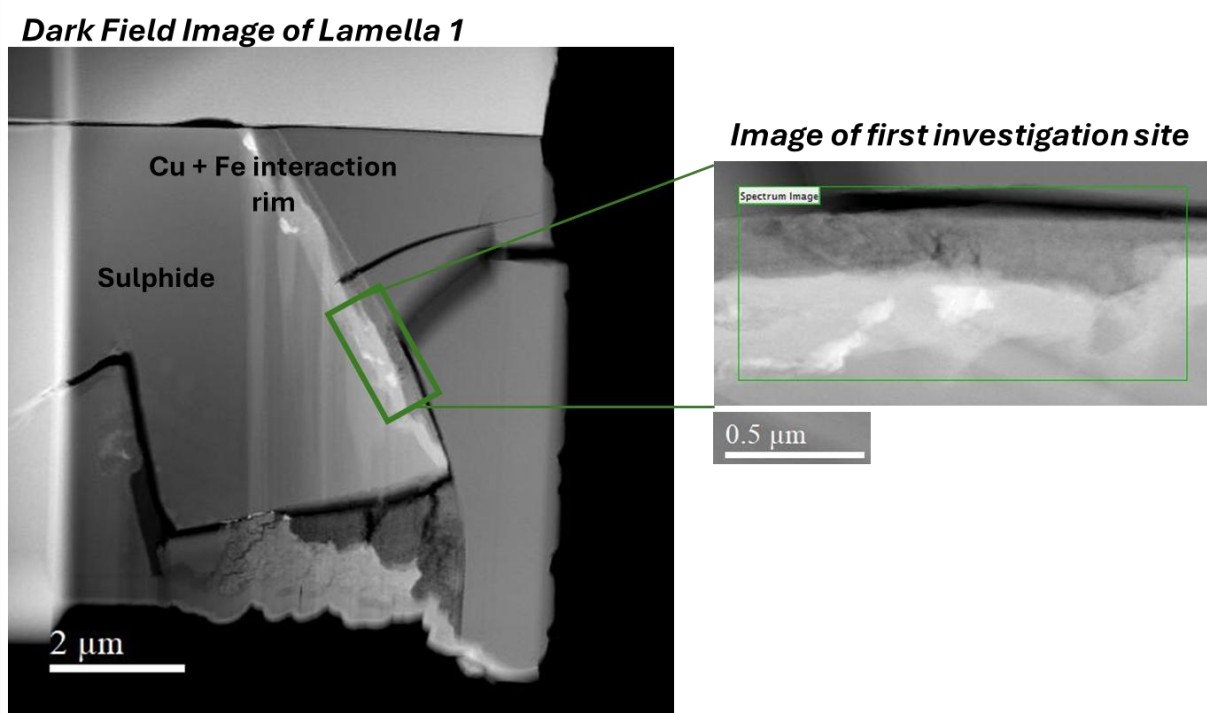 Dark Field Image of Lamella 1
Cu + Fe interaction
rim
Sulphide
2 µm
Image of first investigation site
Spectrum Image
0.5 µm